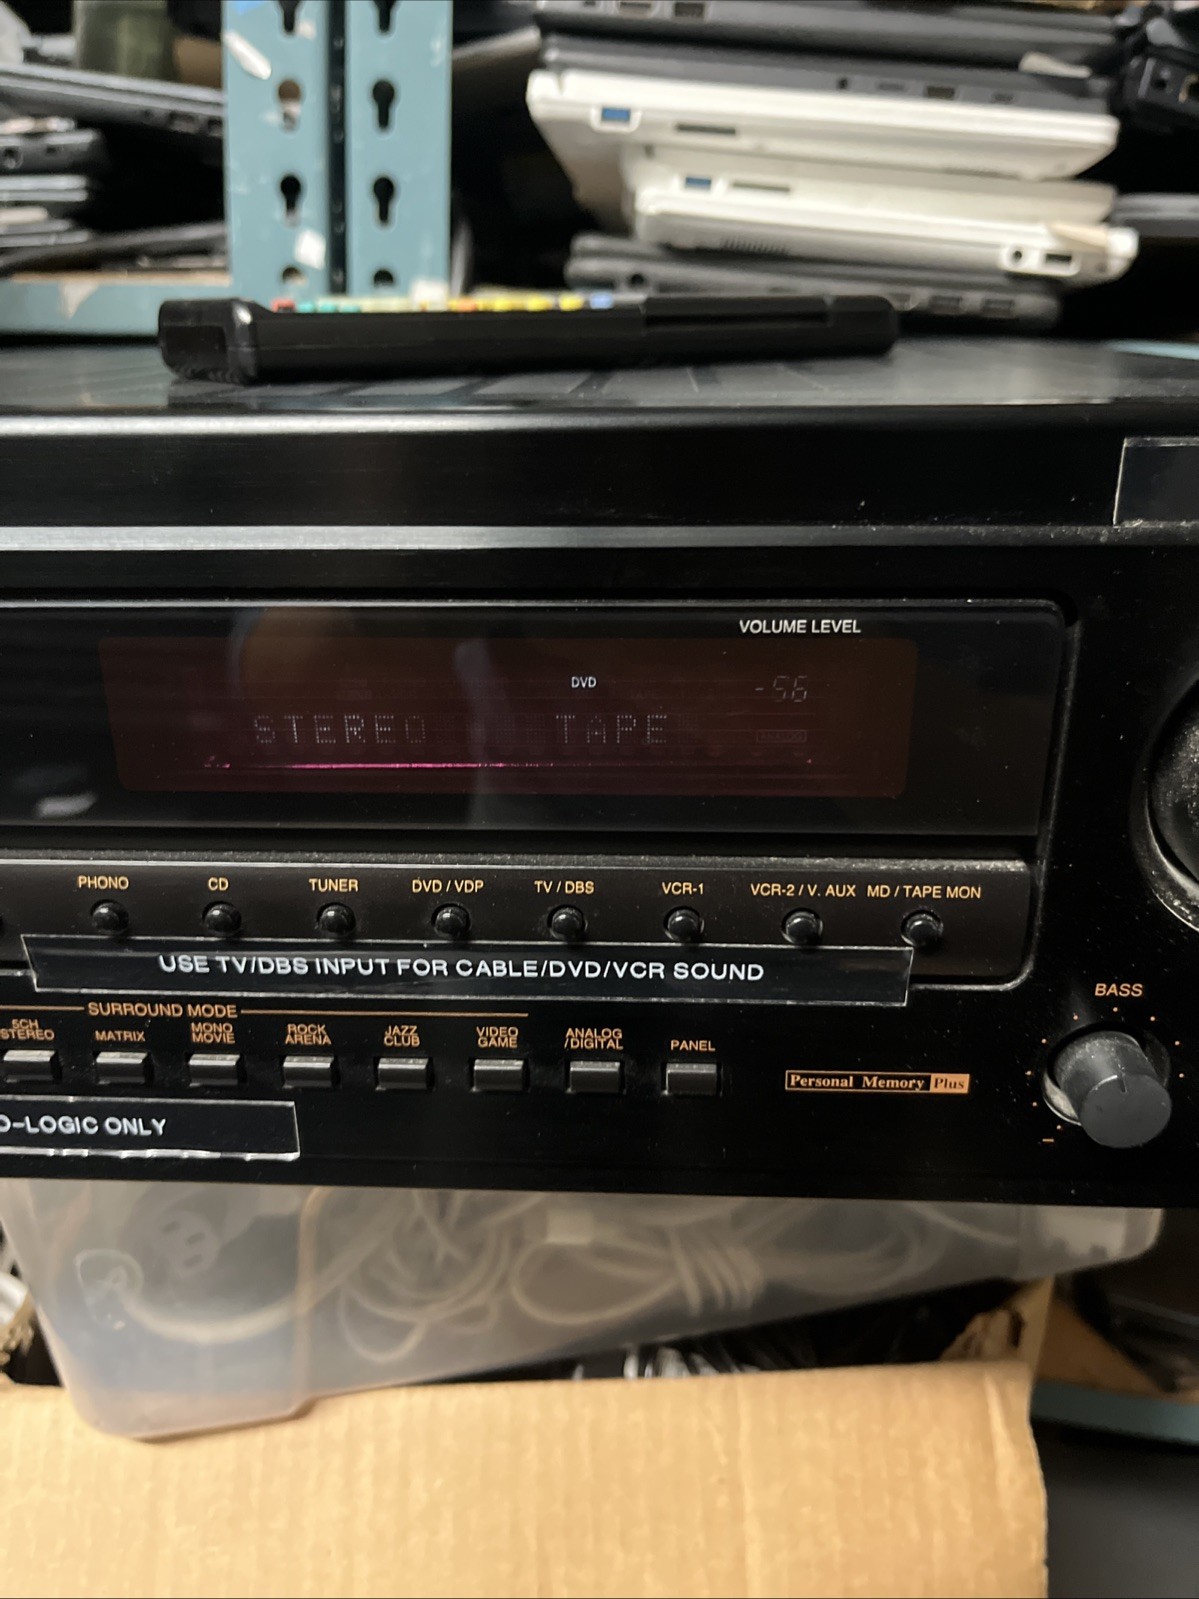 VOLUME LEVEL
DVD
-56
STEREO TAPE
PHONO CD TUNER DVD / VDP TV / DBS VCR-1 VCR-2 / V. AUX MD / TAPE MON
USE TV/DBS INPUT FOR CABLE/DVD/VCR SOUND
SURROUND MODE
5CH STEREO
MATRIX
MONO MOVIE
ROCK ARENA
JAZZ CLUB
VIDEO GAME
ANALOG /DIGITAL
PANEL
BASS
Personal Memory Plus
O-LOGIC ONLY